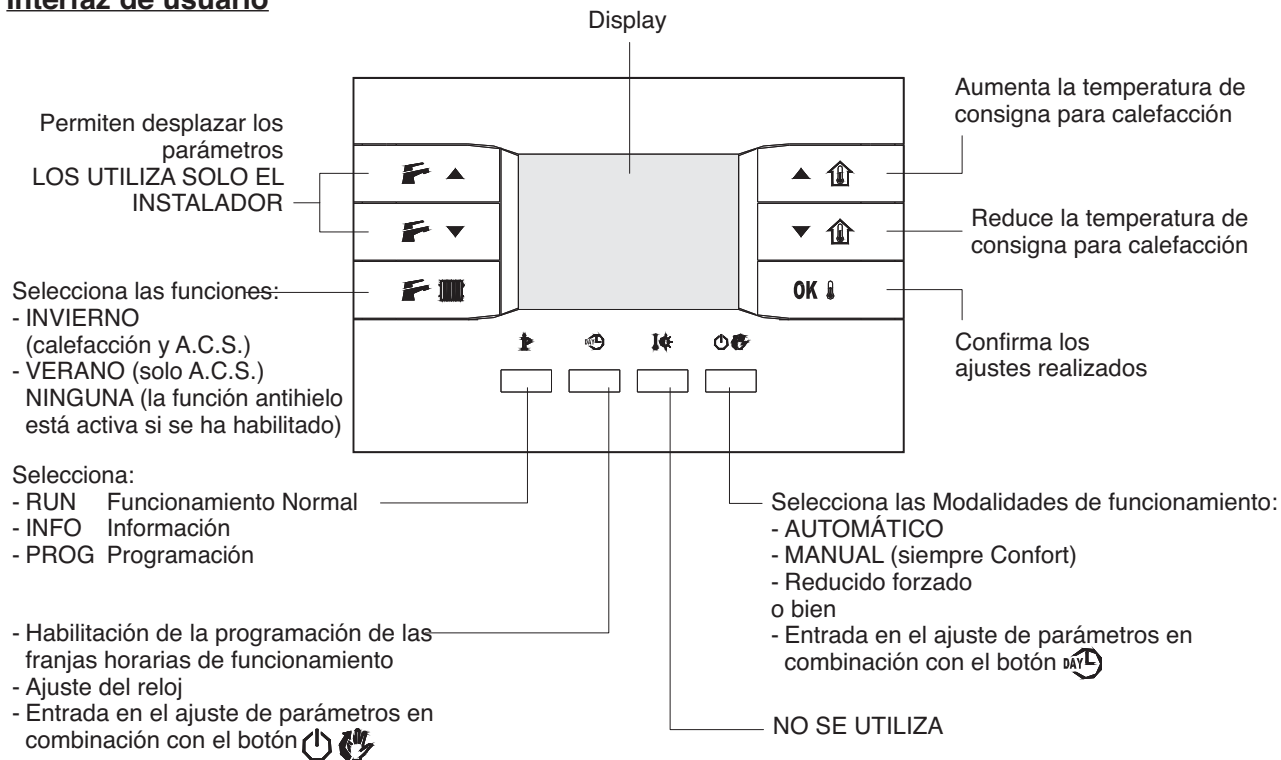 Interfaz de usuario
Display
Permiten desplazar los
parámetros
LOS UTILIZA SOLO EL
INSTALADOR
Aumenta la temperatura de
consigna para calefacción
Reduce la temperatura de
consigna para calefacción
OK
Selecciona las funciones:
- INVIERNO
(calefacción y A.C.S.)
- VERANO (solo A.C.S.)
NINGUNA (la función antihielo
está activa si se ha habilitado)
Confirma los
ajustes realizados
DAY
Selecciona:
- RUN Funcionamiento Normal
- INFO Información
- PROG Programación
- Habilitación de la programación de las
franjas horarias de funcionamiento
- Ajuste del reloj
- Entrada en el ajuste de parámetros en
combinación con el botón
Selecciona las Modalidades de funcionamiento:
- AUTOMÁTICO
- MANUAL (siempre Confort)
- Reducido forzado
o bien
- Entrada en el ajuste de parámetros en
combinación con el botón DAY
NO SE UTILIZA